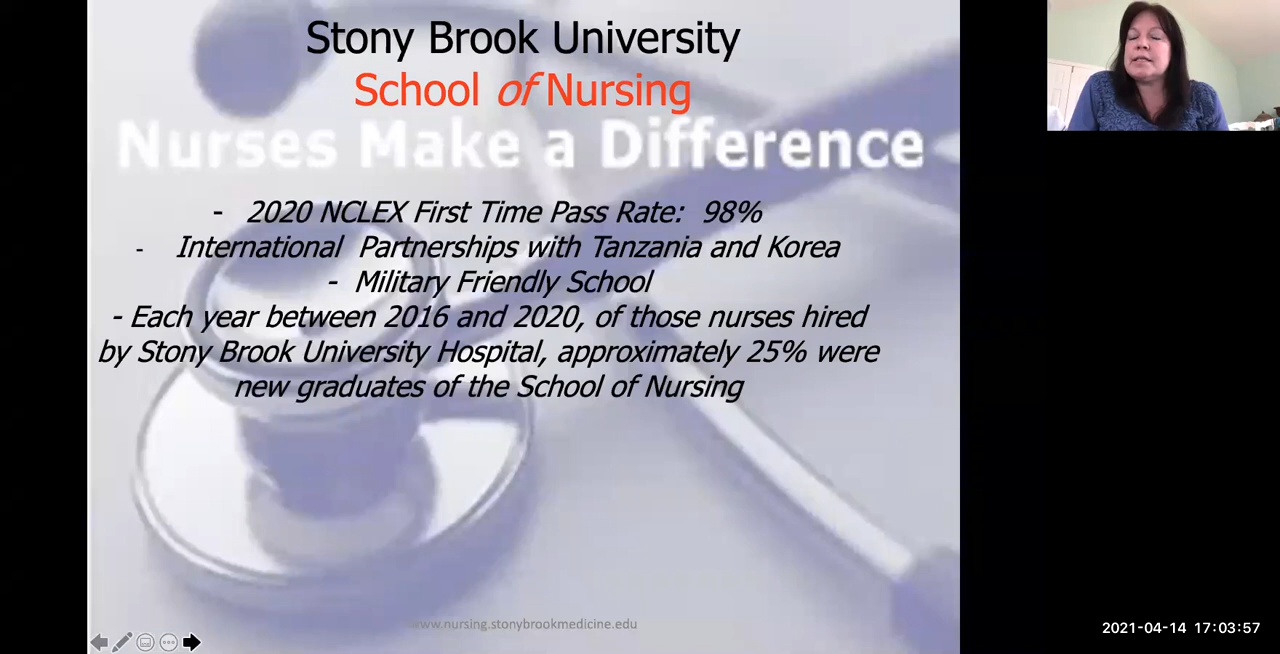 Stony Brook University
School of Nursing
Nurses Make a Difference
- 2020 NCLEX First Time Pass Rate: 98%
- International Partnerships with Tanzania and Korea
- Military Friendly School
- Each year between 2016 and 2020, of those nurses hired
by Stony Brook University Hospital, approximately 25% were
new graduates of the School of Nursing
www.nursing.stonybrookmedicine.edu
2021-04-14 17:03:57